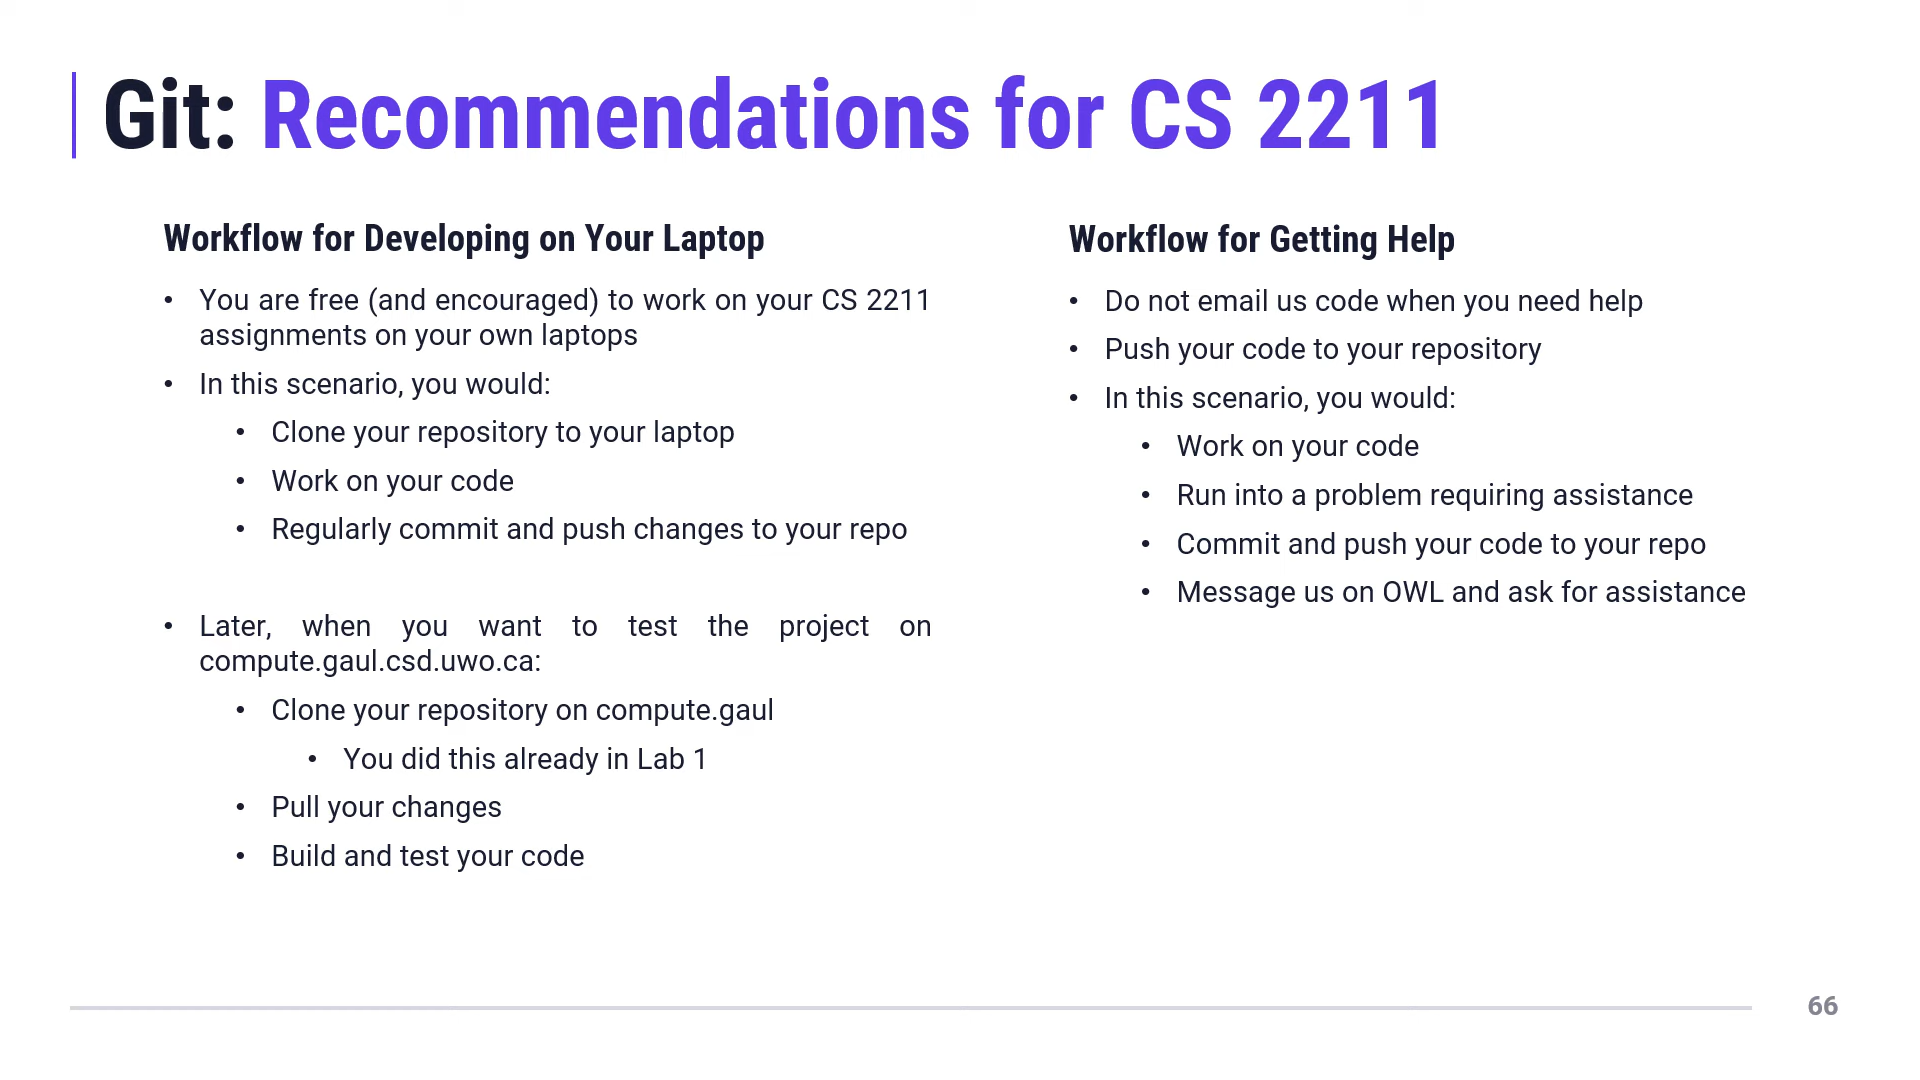 Git: Recommendations for CS 2211
Workflow for Developing on Your Laptop
• You are free (and encouraged) to work on your CS 2211
assignments on your own laptops
• In this scenario, you would:
• Clone your repository to your laptop
• Work on your code
• Regularly commit and push changes to your repo
• Later, when you want to test the project on
compute.gaul.csd.uwo.ca:
• Clone your repository on compute.gaul
• You did this already in Lab 1
• Pull your changes
• Build and test your code
Workflow for Getting Help
• Do not email us code when you need help
• Push your code to your repository
• In this scenario, you would:
• Work on your code
• Run into a problem requiring assistance
• Commit and push your code to your repo
• Message us on OWL and ask for assistance
66